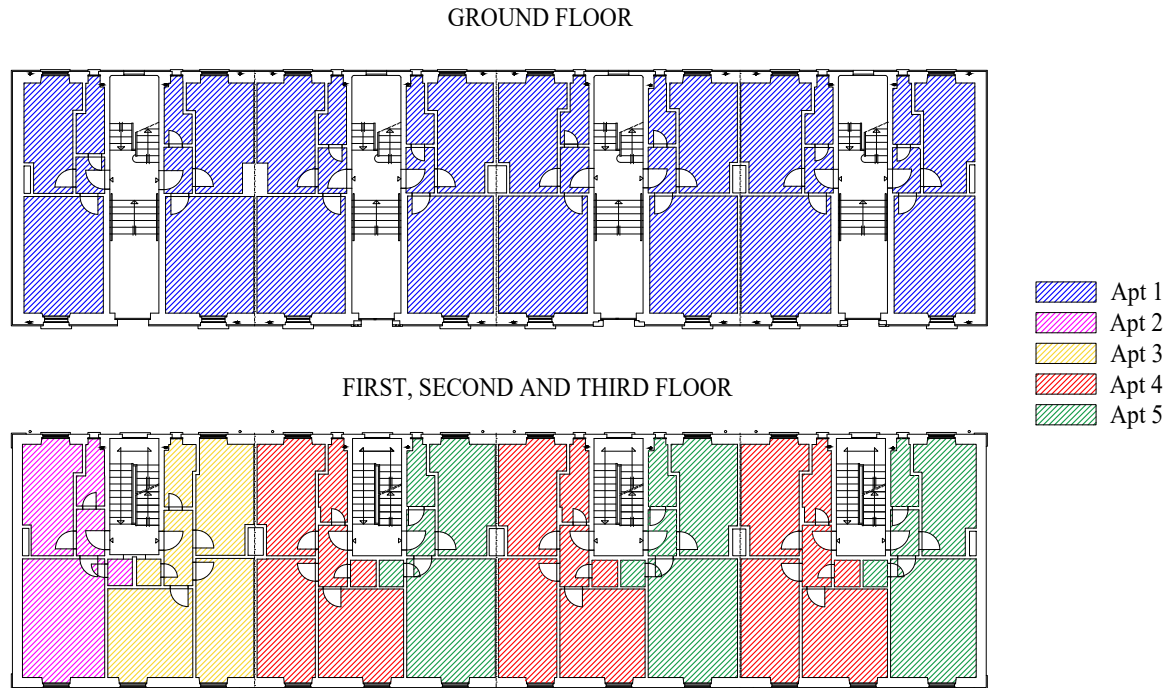 GROUND FLOOR
Apt 1
Apt 2
Apt 3
Apt 4
Apt 5
FIRST, SECOND AND THIRD FLOOR